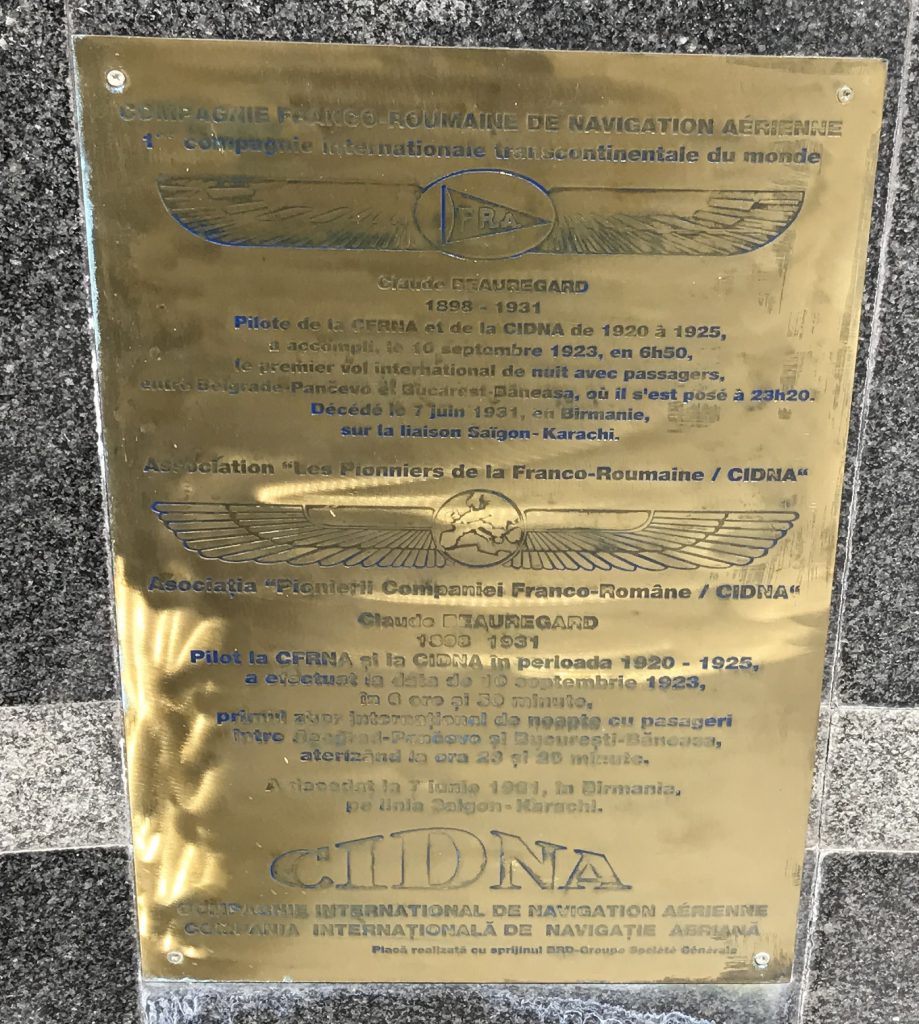 COMPAGNIE FRANCO-ROUMAINE DE NAVIGATION AÉRIENNE
1ère compagnie internationale transcontinentale du monde
FRA
Claude BEAUREGARD
1898 - 1931
Pilote de la CFRNA et de la CIDNA de 1920 à 1925,
a accompli, le 10 septembre 1923, en 6h50,
le premier vol international de nuit avec passagers,
entre Belgrade-Pančevo et Bucarest-Băneasa, où il s'est posé à 23h20.
Décédé le 7 juin 1931, en Birmanie,
sur la liaison Saïgon-Karachi.
Association "Les Pionniers de la Franco-Roumaine / CIDNA"
Asociația "Pionierii Companiei Franco-Române / CIDNA"
Claude BEAUREGARD
1898 1931
Pilot la CFRNA și la CIDNA în perioada 1920 - 1925,
a efectuat la data de 10 septembrie 1923,
în 6 ore și 50 minute,
primul zbor internațional de noapte cu pasageri
între Belgrad-Pančevo și București-Băneasa,
aterizând la ora 23 și 20 minute.
A decedat la 7 iunie 1931, în Birmania,
pe linia Saigon-Karachi.
CIDNA
COMPAGNIE INTERNATIONAL DE NAVIGATION AÉRIENNE
COMPANIA INTERNAȚIONALĂ DE NAVIGAȚIE AERIANĂ
Placă realizată cu sprijinul BRD-Groupe Société Générale